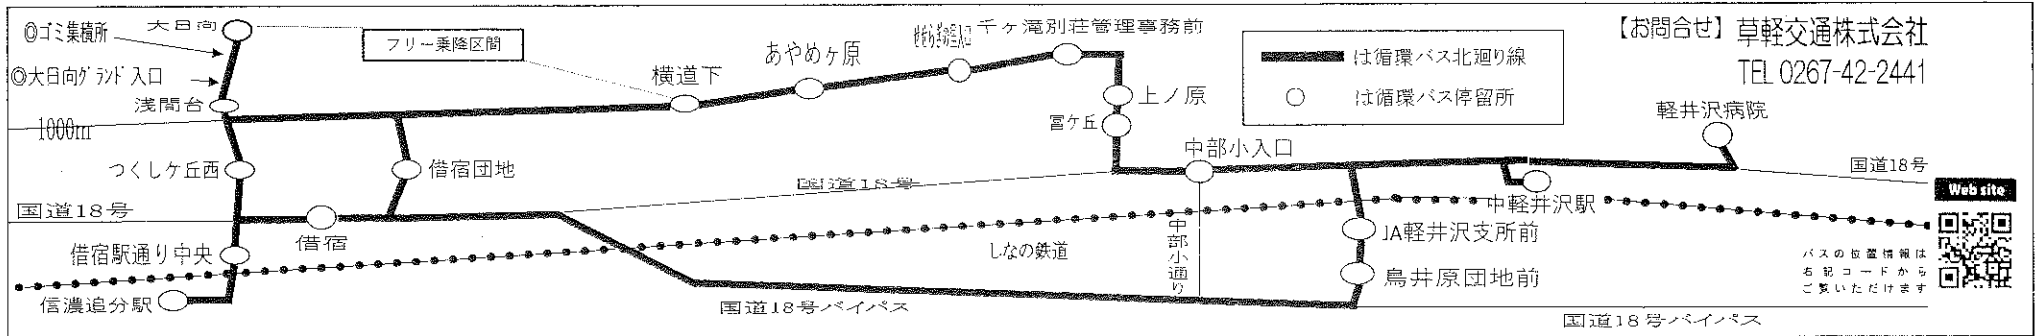 大日向
◎ゴミ集積所
◎大日向グランド入口
浅間台
1000m
つくしケ丘西
国道18号
借宿駅通り中央
信濃追分駅
フリー乗降区間
横道下
あやめヶ原
せせらぎの里入口
千ヶ滝別荘管理事務前
上ノ原
冨ケ丘
借宿団地
借宿
国道18号
中部小入口
しなの鉄道
中部小通り
国道18号バイパス
は循環バス北廻り線
は循環バス停留所
【お問合せ】草軽交通株式会社
TEL 0267-42-2441
軽井沢病院
国道18号
中軽井沢駅
JA軽井沢支所前
鳥井原団地前
国道18号バイパス
Web site
バスの位置情報は
右記コードから
ご覧いただけます